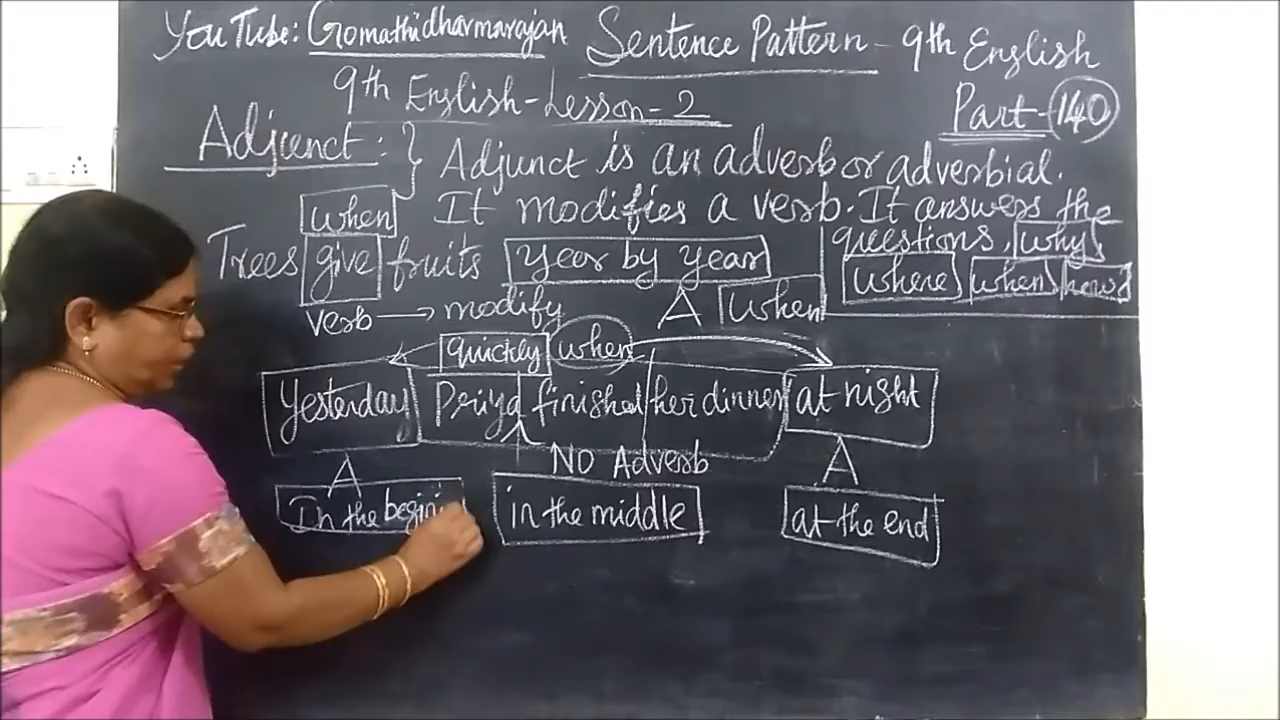 YouTube: Gomathidharmarajan Sentence Pattern - 9th English
9th English - Lesson - 2 Part - 140
Adjunct : } Adjunct is an adverb or adverbial.
when It modifies a verb. It answers the
questions, why,
where, when, how?
Trees give fruits year by year
verb → modify A When
quickly when
Yesterday Priya finished her dinner at night
A NO Adverb A
In the begini in the middle at the end